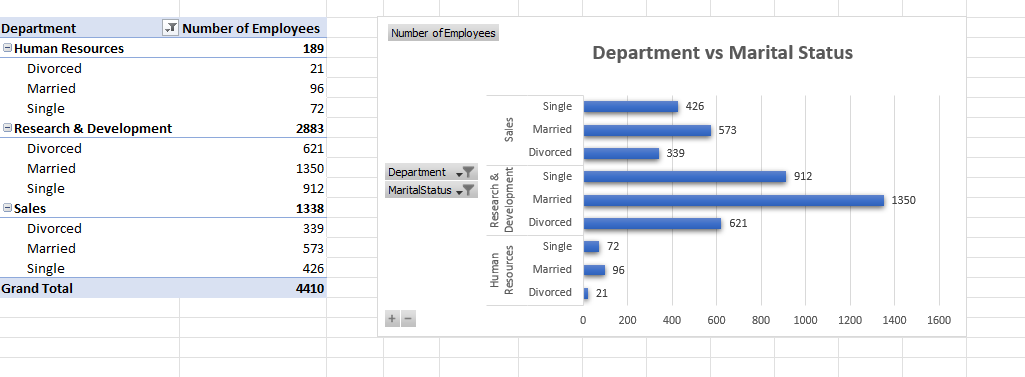 Department Number of Employees
Human Resources 189
Divorced 21
Married 96
Single 72
Research & Development 2883
Divorced 621
Married 1350
Single 912
Sales 1338
Divorced 339
Married 573
Single 426
Grand Total 4410
Number of Employees
Department vs Marital Status
Department
MaritalStatus
Sales
Single 426
Married 573
Divorced 339
Research &
Development
Single 912
Married 1350
Divorced 621
Human
Resources
Single 72
Married 96
Divorced 21
0 200 400 600 800 1000 1200 1400 1600